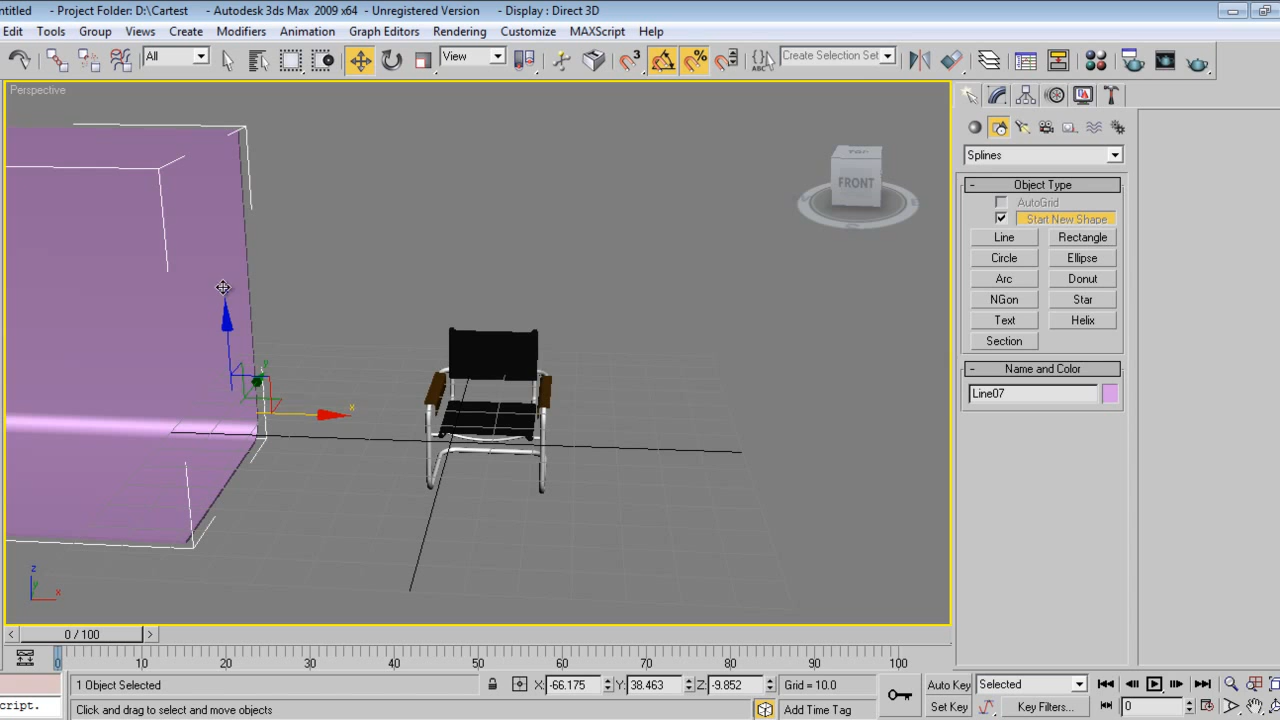 ntitled - Project Folder: D:\Cartest - Autodesk 3ds Max 2009 x64 - Unregistered Version - Display : Direct 3D
Edit Tools Group Views Create Modifiers Animation Graph Editors Rendering Customize MAXScript Help
All View 3 % ABC Create Selection Set
Perspective
FRONT
Splines
- Object Type
AutoGrid
Start New Shape
Line Rectangle
Circle Ellipse
Arc Donut
NGon Star
Text Helix
Section
- Name and Color
Line07
y
x
z
y
x
< 0 / 100 >
0 10 20 30 40 50 60 70 80 90 100
1 Object Selected X: -66.175 Y: 38.463 Z: -9.852 Grid = 10.0 Auto Key Selected
cript. Click and drag to select and move objects Add Time Tag Set Key Key Filters... 0